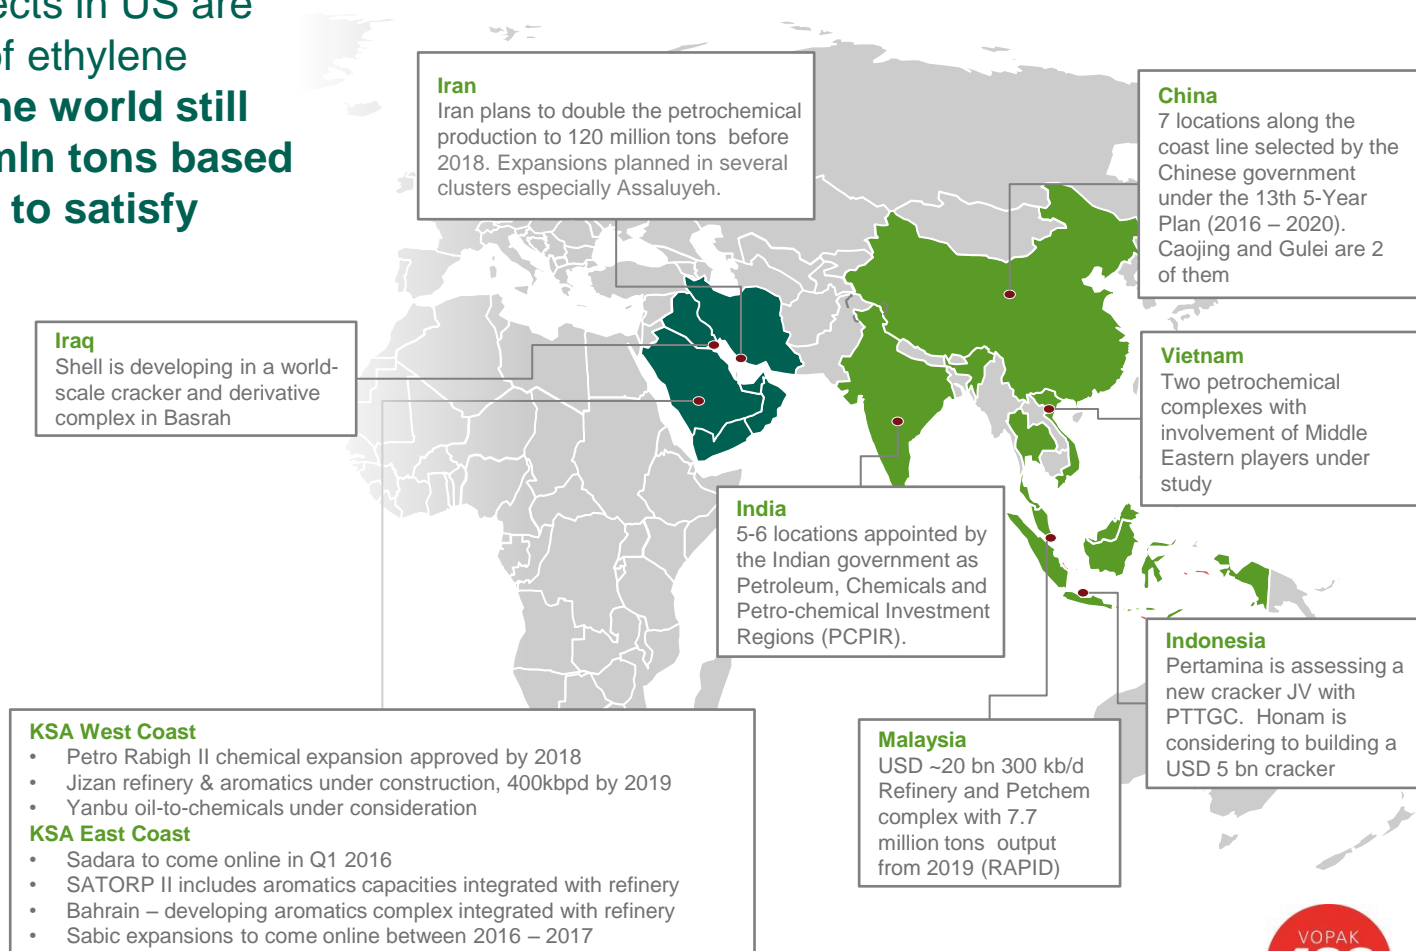 ects in US are
of ethylene
he world still
mln tons based
to satisfy
Iran
Iran plans to double the petrochemical
production to 120 million tons before
2018. Expansions planned in several
clusters especially Assaluyeh.
China
7 locations along the
coast line selected by the
Chinese government
under the 13th 5-Year
Plan (2016 – 2020).
Caojing and Gulei are 2
of them
Iraq
Shell is developing in a world-
scale cracker and derivative
complex in Basrah
Vietnam
Two petrochemical
complexes with
involvement of Middle
Eastern players under
study
India
5-6 locations appointed by
the Indian government as
Petroleum, Chemicals and
Petro-chemical Investment
Regions (PCPIR).
Indonesia
Pertamina is assessing a
new cracker JV with
PTTGC. Honam is
considering to building a
USD 5 bn cracker
Malaysia
USD ~20 bn 300 kb/d
Refinery and Petchem
complex with 7.7
million tons output
from 2019 (RAPID)
KSA West Coast
• Petro Rabigh II chemical expansion approved by 2018
• Jizan refinery & aromatics under construction, 400kbpd by 2019
• Yanbu oil-to-chemicals under consideration
KSA East Coast
• Sadara to come online in Q1 2016
• SATORP II includes aromatics capacities integrated with refinery
• Bahrain – developing aromatics complex integrated with refinery
• Sabic expansions to come online between 2016 – 2017
VOPAK